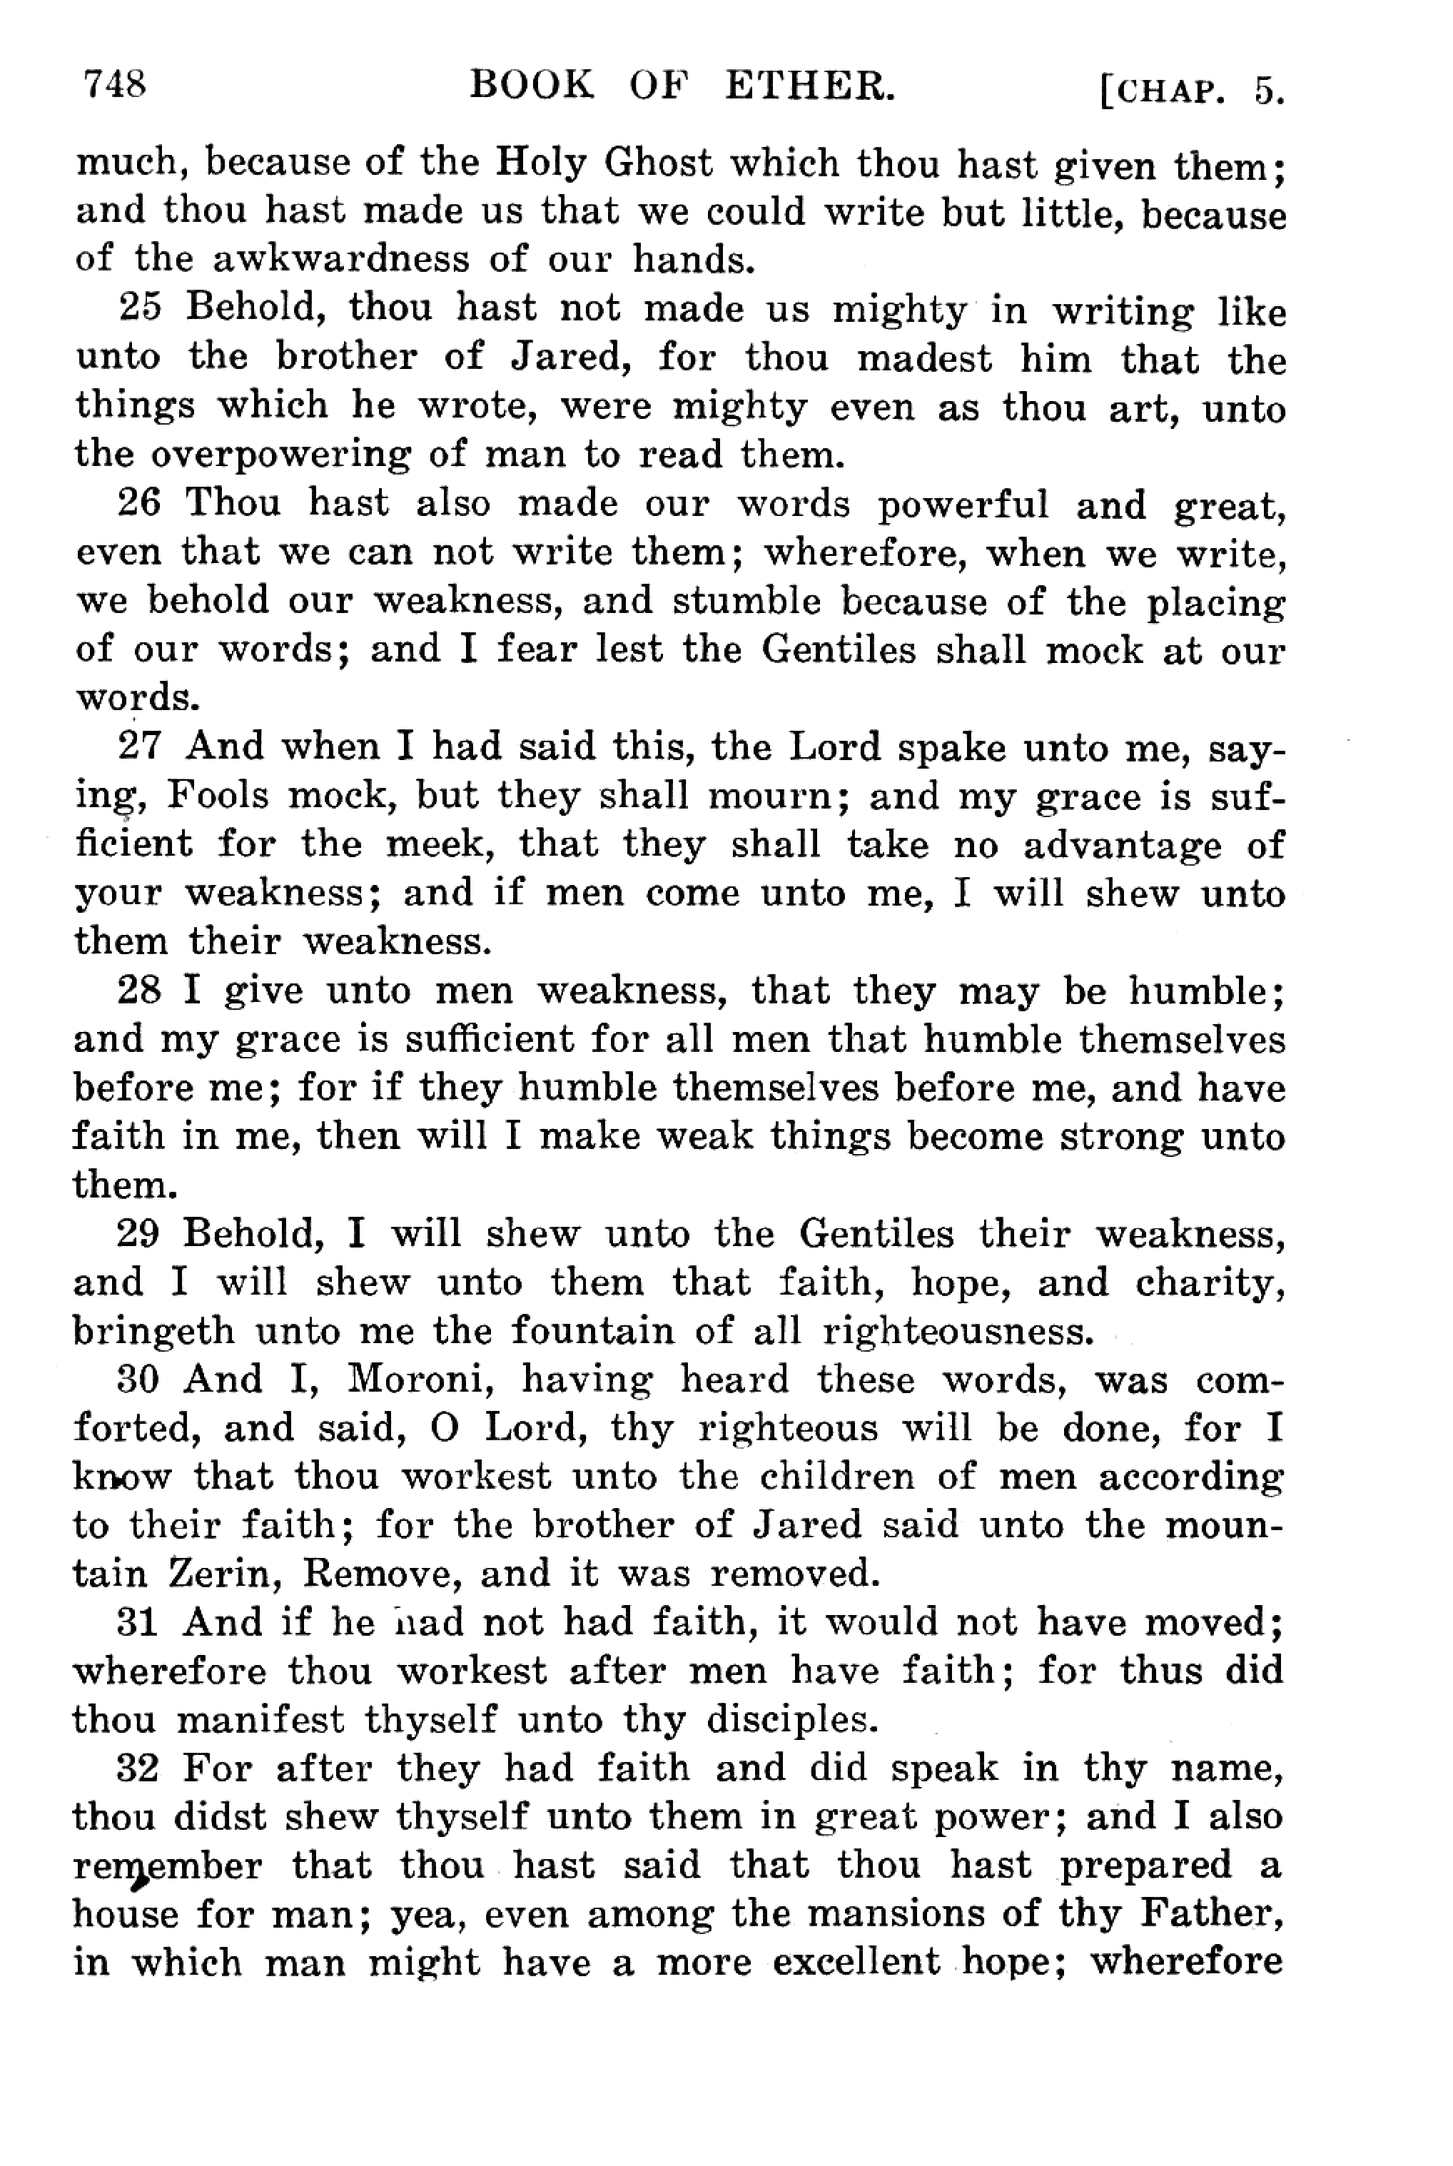 748 BOOK OF ETHER. [CHAP. 5.
much, because of the Holy Ghost which thou hast given them;
and thou hast made us that we could write but little, because
of the awkwardness of our hands.
25 Behold, thou hast not made us mighty in writing like
unto the brother of Jared, for thou madest him that the
things which he wrote, were mighty even as thou art, unto
the overpowering of man to read them.
26 Thou hast also made our words powerful and great,
even that we can not write them; wherefore, when we write,
we behold our weakness, and stumble because of the placing
of our words; and I fear lest the Gentiles shall mock at our
words.
27 And when I had said this, the Lord spake unto me, say-
ing, Fools mock, but they shall mourn; and my grace is suf-
ficient for the meek, that they shall take no advantage of
your weakness; and if men come unto me, I will shew unto
them their weakness.
28 I give unto men weakness, that they may be humble;
and my grace is sufficient for all men that humble themselves
before me; for if they humble themselves before me, and have
faith in me, then will I make weak things become strong unto
them.
29 Behold, I will shew unto the Gentiles their weakness,
and I will shew unto them that faith, hope, and charity,
bringeth unto me the fountain of all righteousness.
30 And I, Moroni, having heard these words, was com-
forted, and said, O Lord, thy righteous will be done, for I
know that thou workest unto the children of men according
to their faith; for the brother of Jared said unto the moun-
tain Zerin, Remove, and it was removed.
31 And if he had not had faith, it would not have moved;
wherefore thou workest after men have faith; for thus did
thou manifest thyself unto thy disciples.
32 For after they had faith and did speak in thy name,
thou didst shew thyself unto them in great power; and I also
remember that thou hast said that thou hast prepared a
house for man; yea, even among the mansions of thy Father,
in which man might have a more excellent hope; wherefore